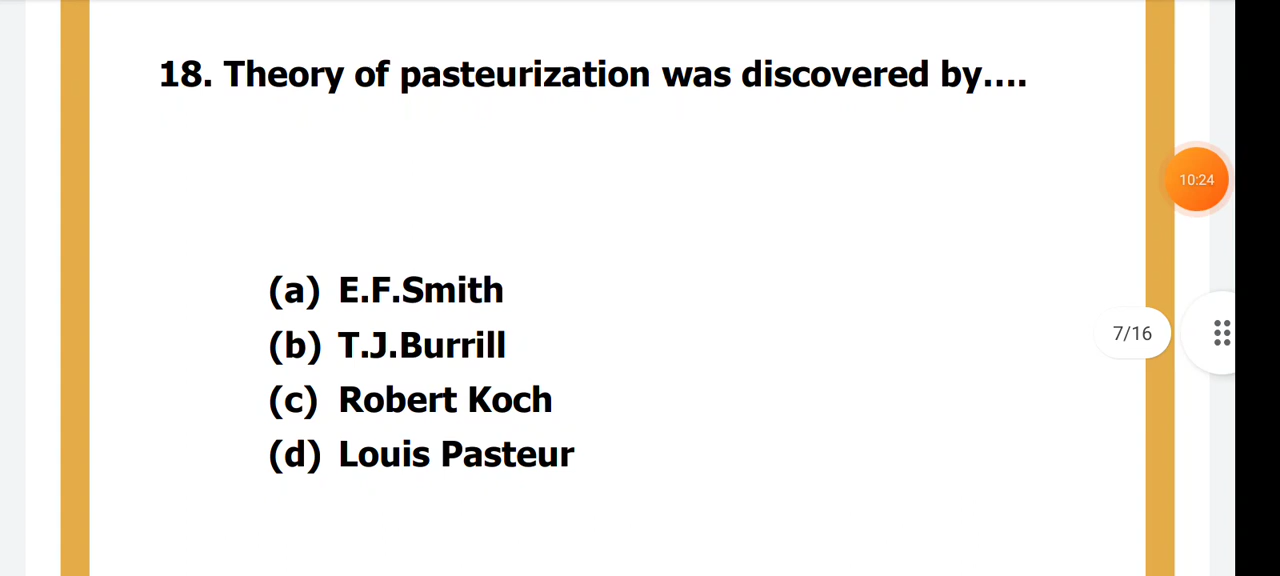 18. Theory of pasteurization was discovered by....
10:24
(a) E.F.Smith
7/16
(b) T.J.Burrill
(c) Robert Koch
(d) Louis Pasteur